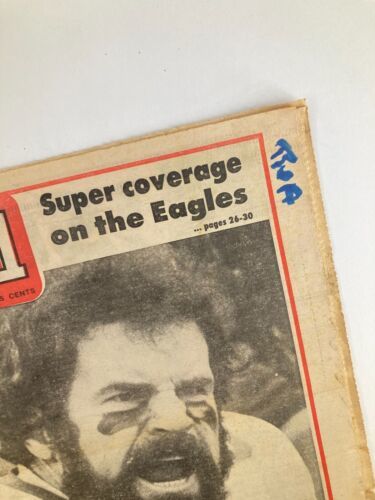 Super coverage
on the Eagles
... pages 26-30
CENTS